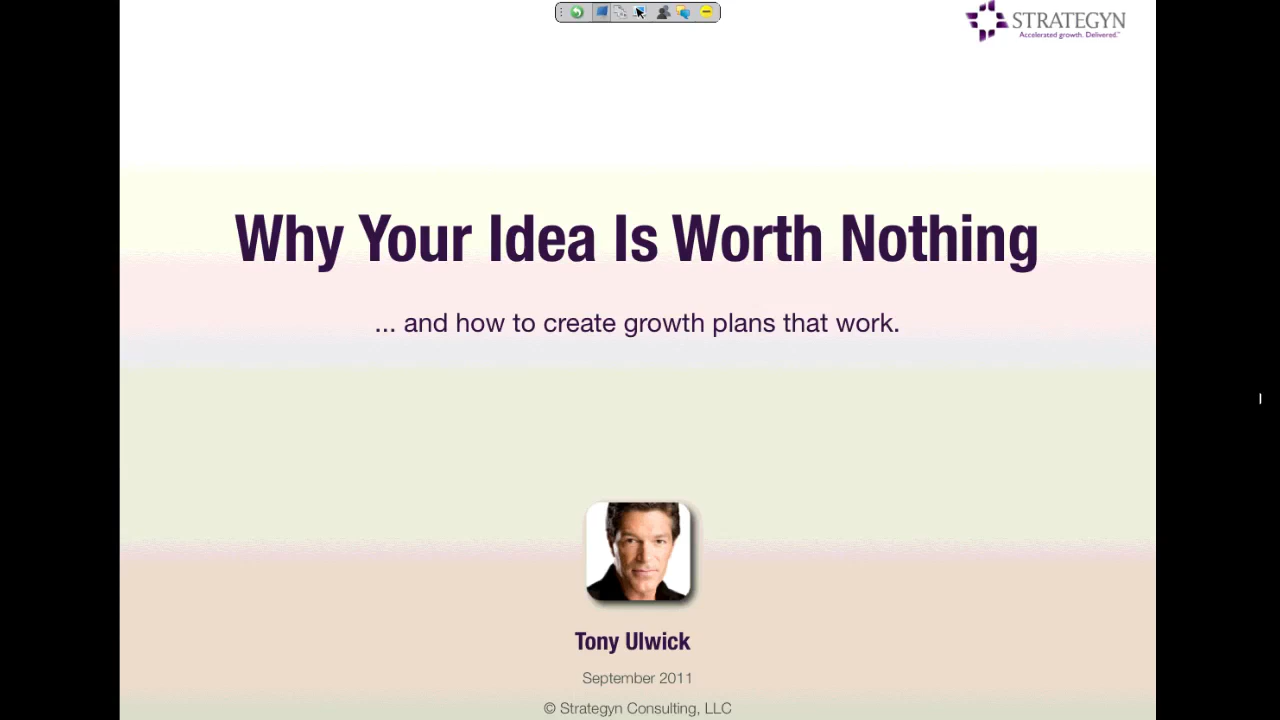 STRATEGYN
Accelerated growth. Delivered.™
Why Your Idea Is Worth Nothing
... and how to create growth plans that work.
Tony Ulwick
September 2011
© Strategyn Consulting, LLC